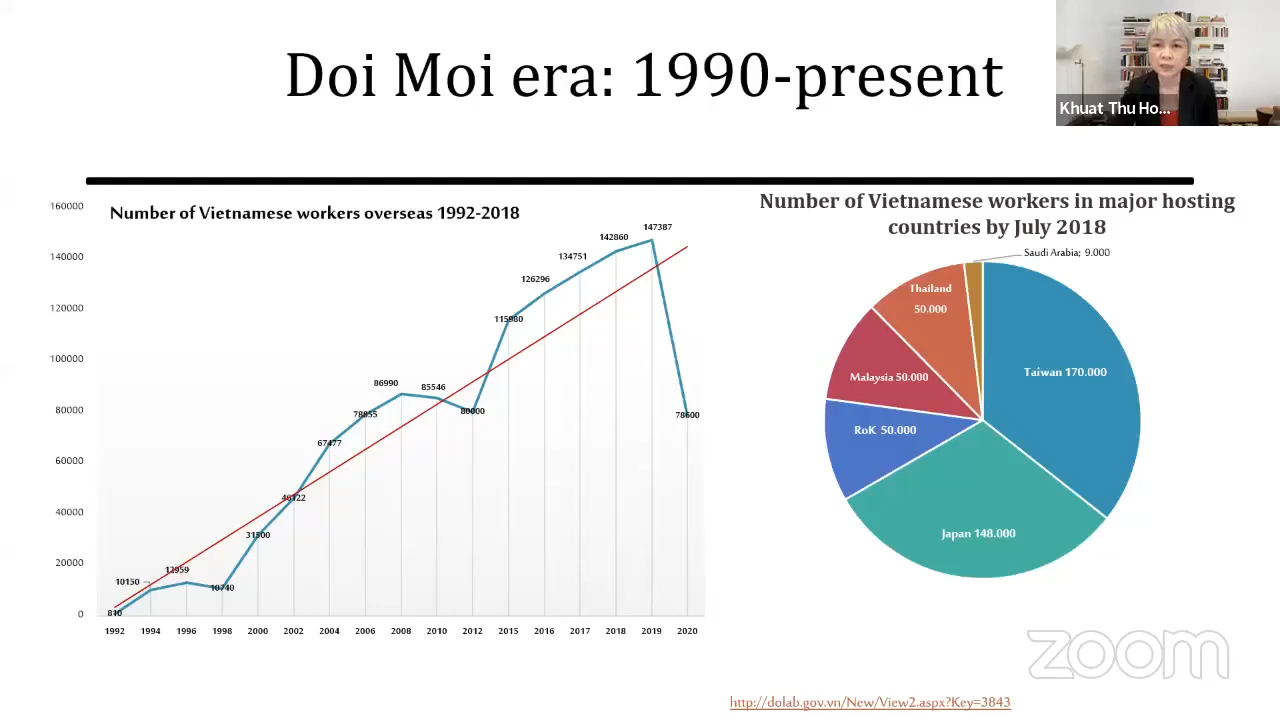 Doi Moi era: 1990-present
Khuat Thu Ho...
Number of Vietnamese workers overseas 1992-2018
160000
140000
120000
100000
80000
60000
40000
20000
0
810
10150
12959
10740
31500
46122
67477
78855
86990
85546
80000
115980
126296
134751
142860
147387
78600
1992 1994 1996 1998 2000 2002 2004 2006 2008 2010 2012 2015 2016 2017 2018 2019 2020
Number of Vietnamese workers in major hosting
countries by July 2018
Saudi Arabia; 9.000
Thailand
50.000
Taiwan 170.000
Malaysia 50.000
RoK 50.000
Japan 148.000
zoom
http://dolab.gov.vn/New/View2.aspx?Key=3843